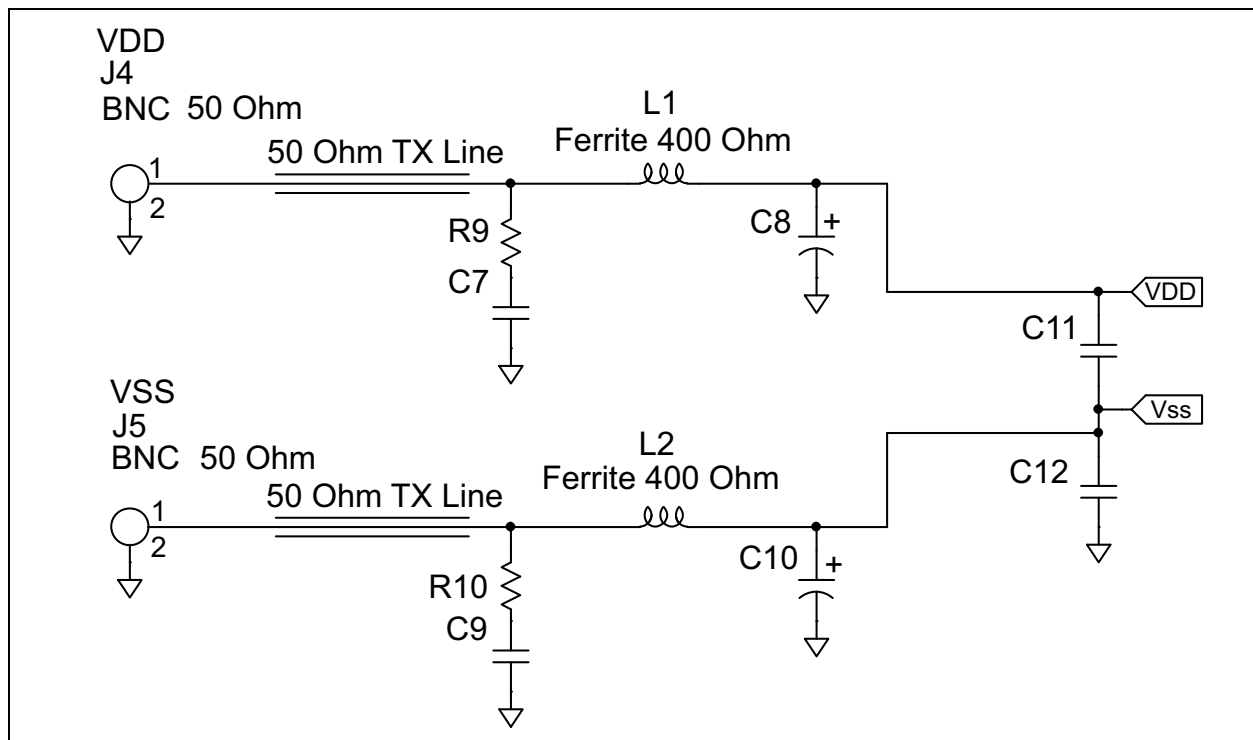 VDD
J4
BNC 50 Ohm
1
2
50 Ohm TX Line
L1
Ferrite 400 Ohm
R9
C7
C8
+
VDD
C11
Vss
C12
VSS
J5
BNC 50 Ohm
1
2
50 Ohm TX Line
L2
Ferrite 400 Ohm
R10
C9
C10
+